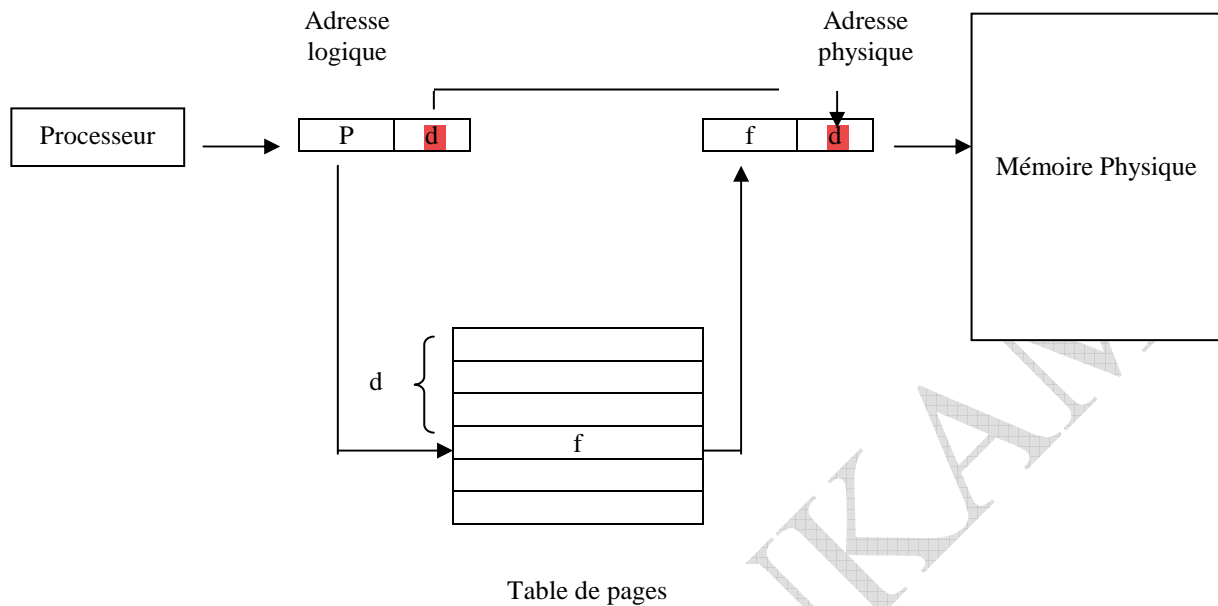 Adresse
logique
Adresse
physique
Processeur
P
d
f
d
Mémoire Physique
d
f
Table de pages